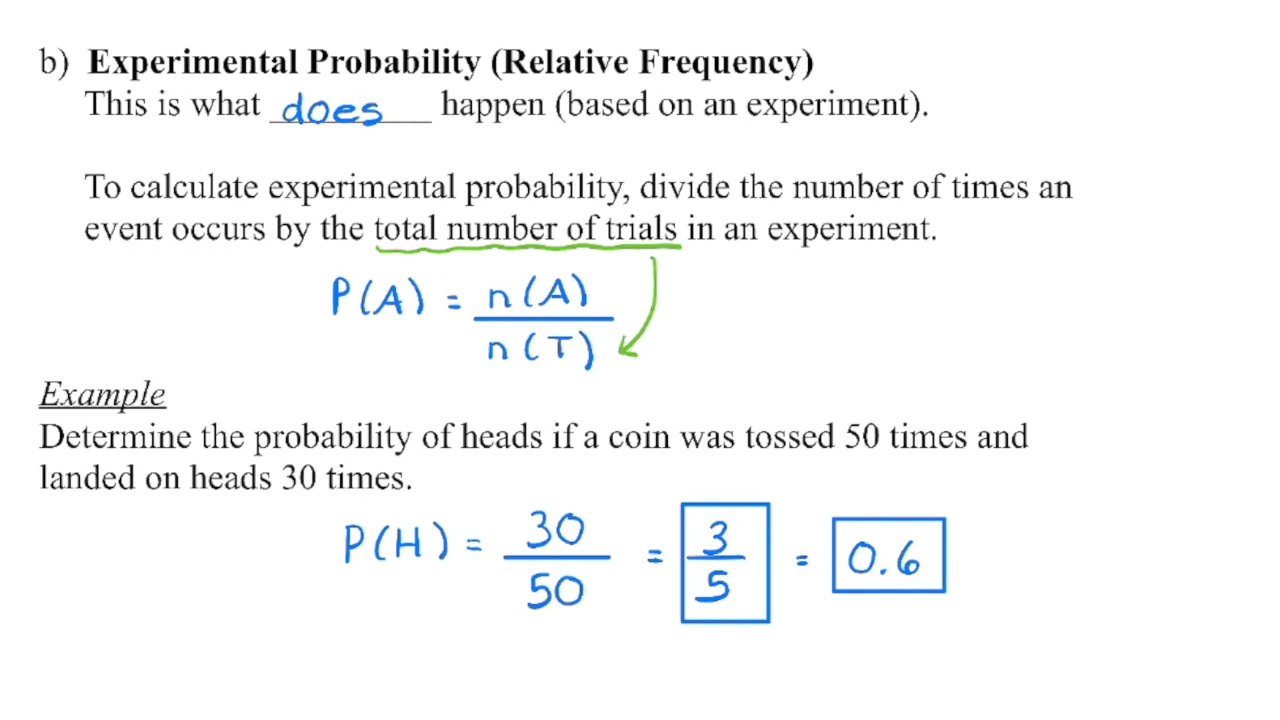 b) Experimental Probability (Relative Frequency)
This is what does happen (based on an experiment).
To calculate experimental probability, divide the number of times an
event occurs by the total number of trials in an experiment.
P(A) = n(A) / n(T)
Example
Determine the probability of heads if a coin was tossed 50 times and
landed on heads 30 times.
P(H) = 30 / 50 = 3 / 5 = 0.6